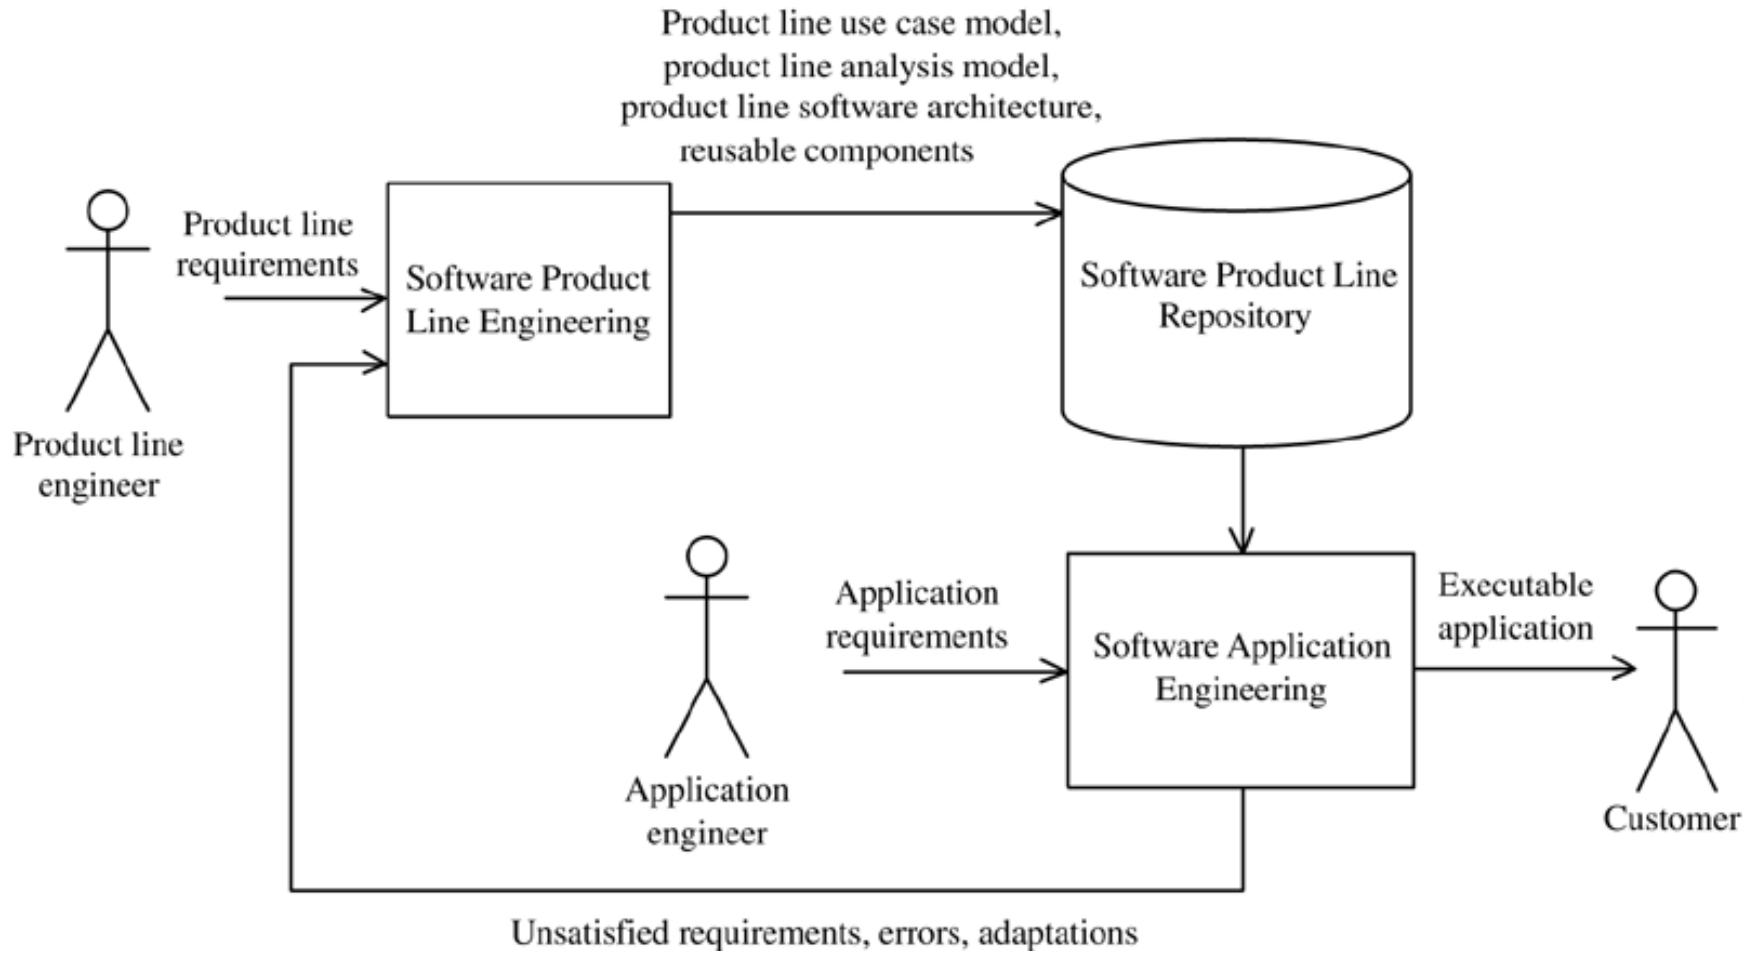 Product line use case model,
product line analysis model,
product line software architecture,
reusable components
Product line
requirements
Software Product
Line Engineering
Software Product Line
Repository
Product line
engineer
Application
requirements
Executable
application
Software Application
Engineering
Application
engineer
Customer
Unsatisfied requirements, errors, adaptations